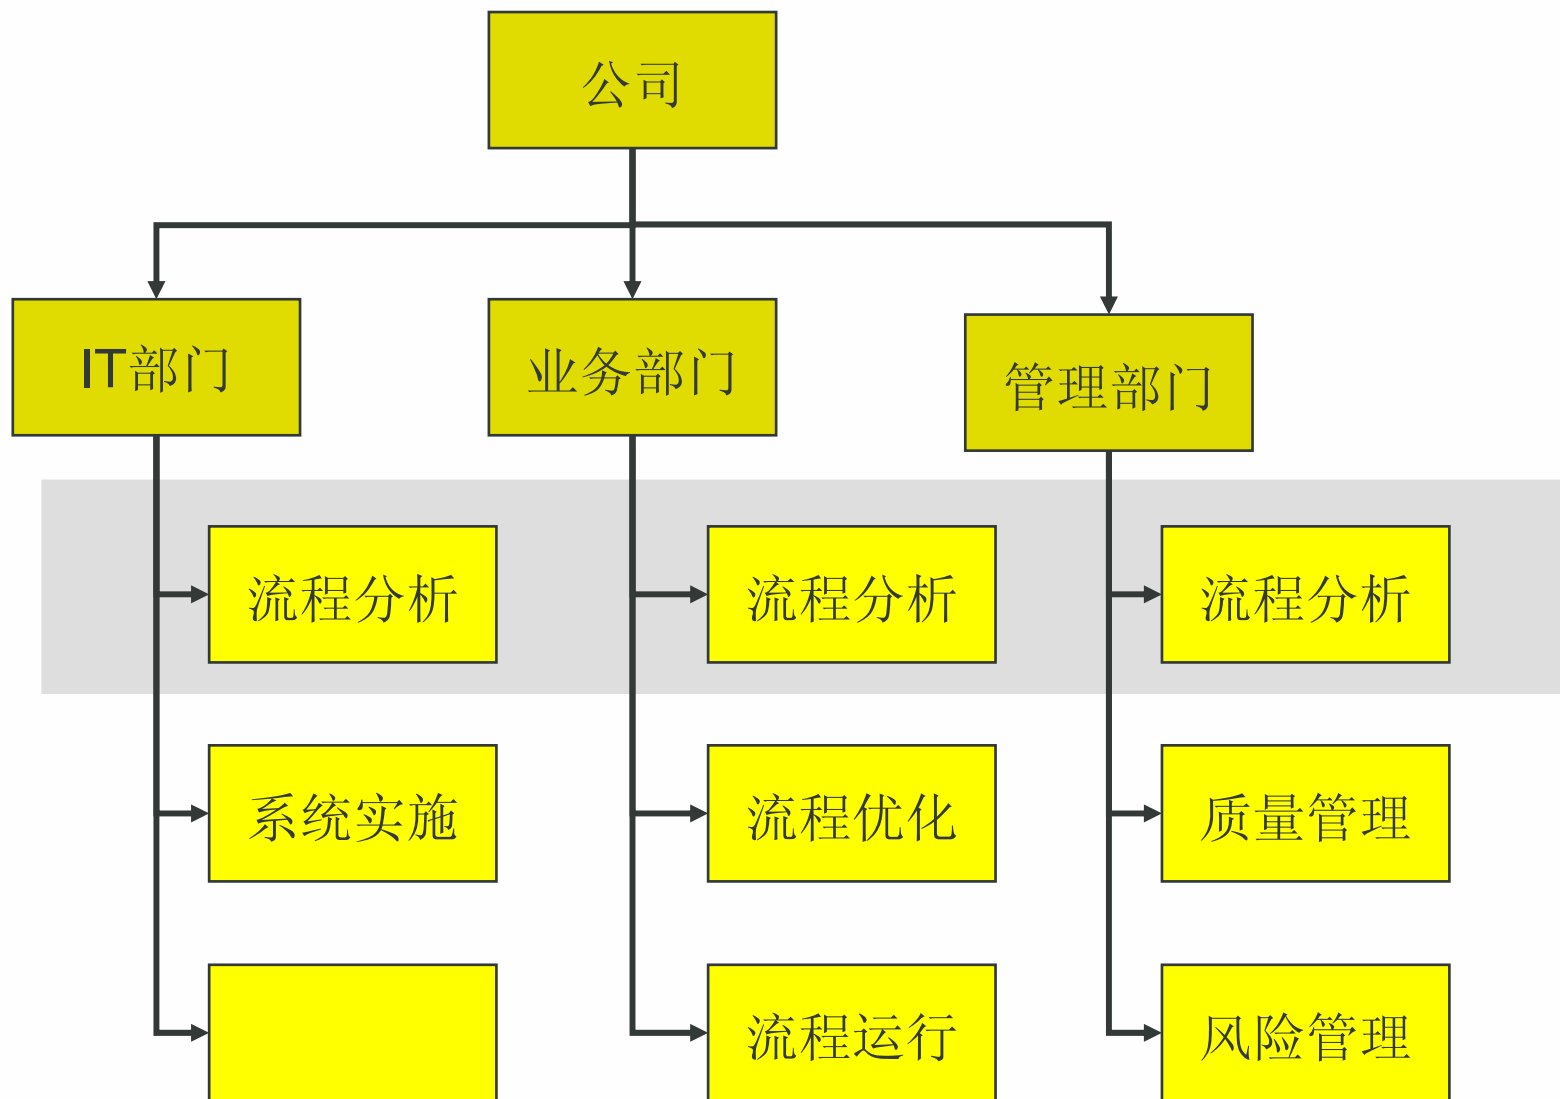 公司
IT部门
业务部门
管理部门
流程分析
流程分析
流程分析
系统实施
流程优化
质量管理
流程运行
风险管理